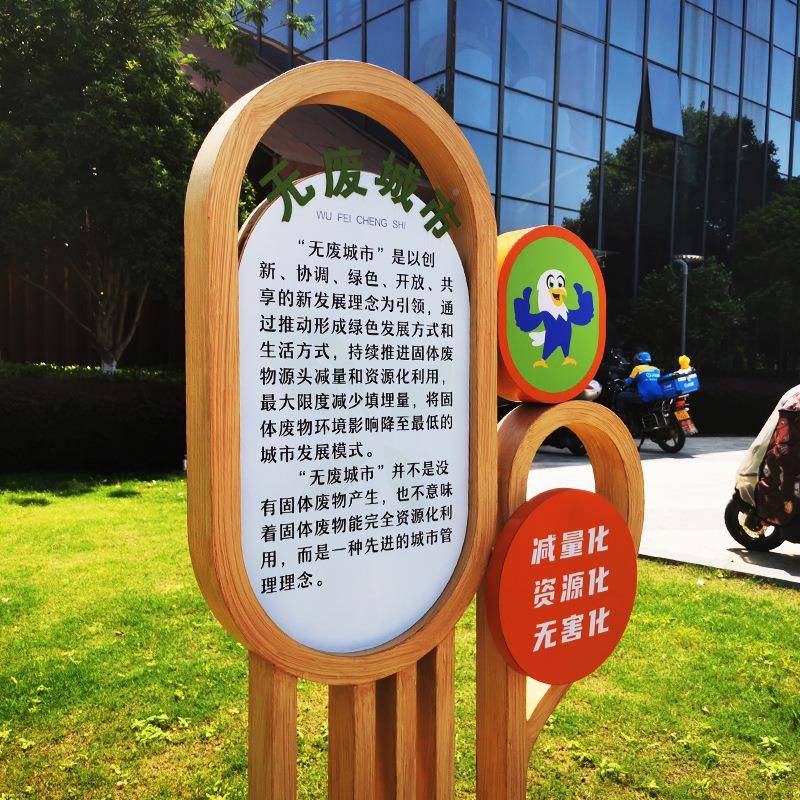 无废城市
WU FEI CHENG SHI
“无废城市”是以创
新、协调、绿色、开放、共
享的新发展理念为引领，通
过推动形成绿色发展方式和
生活方式，持续推进固体废
物源头减量和资源化利用，
最大限度减少填埋量，将固
体废物环境影响降至最低的
城市发展模式。
“无废城市”并不是没
有固体废物产生，也不意味
着固体废物能完全资源化利
用，而是一种先进的城市管
理理念。
减量化
资源化
无害化